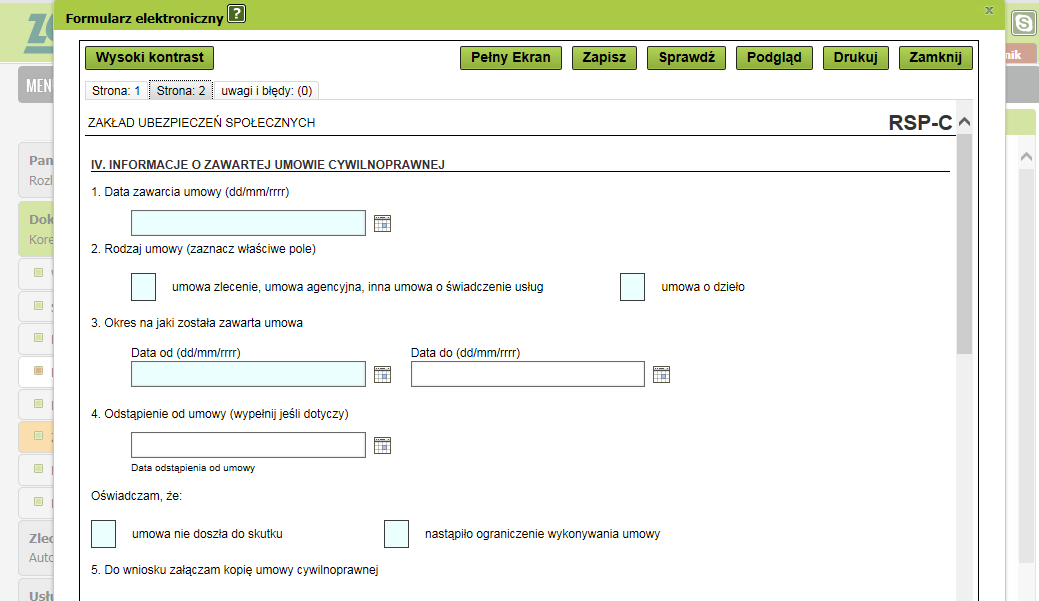 Formularz elektroniczny ?
x
Wysoki kontrast Pełny Ekran Zapisz Sprawdź Podgląd Drukuj Zamknij
Strona: 1 Strona: 2 uwagi i błędy: (0)
ZAKŁAD UBEZPIECZEŃ SPOŁECZNYCH RSP-C
IV. INFORMACJE O ZAWARTEJ UMOWIE CYWILNOPRAWNEJ
1. Data zawarcia umowy (dd/mm/rrrr)
2. Rodzaj umowy (zaznacz właściwe pole)
umowa zlecenie, umowa agencyjna, inna umowa o świadczenie usług umowa o dzieło
3. Okres na jaki została zawarta umowa
Data od (dd/mm/rrrr) Data do (dd/mm/rrrr)
4. Odstąpienie od umowy (wypełnij jeśli dotyczy)
Data odstąpienia od umowy
Oświadczam, że:
umowa nie doszła do skutku nastąpiło ograniczenie wykonywania umowy
5. Do wniosku załączam kopię umowy cywilnoprawnej